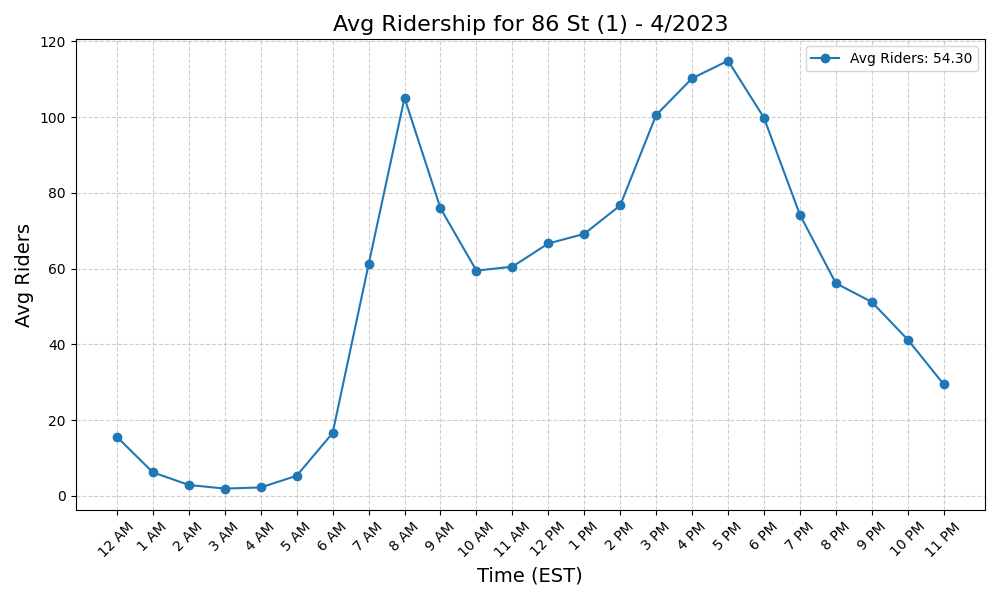 Avg Ridership for 86 St (1) - 4/2023
Avg Riders: 54.30
Avg Riders
120
100
80
60
40
20
0
12 AM
1 AM
2 AM
3 AM
4 AM
5 AM
6 AM
7 AM
8 AM
9 AM
10 AM
11 AM
12 PM
1 PM
2 PM
3 PM
4 PM
5 PM
6 PM
7 PM
8 PM
9 PM
10 PM
11 PM
Time (EST)